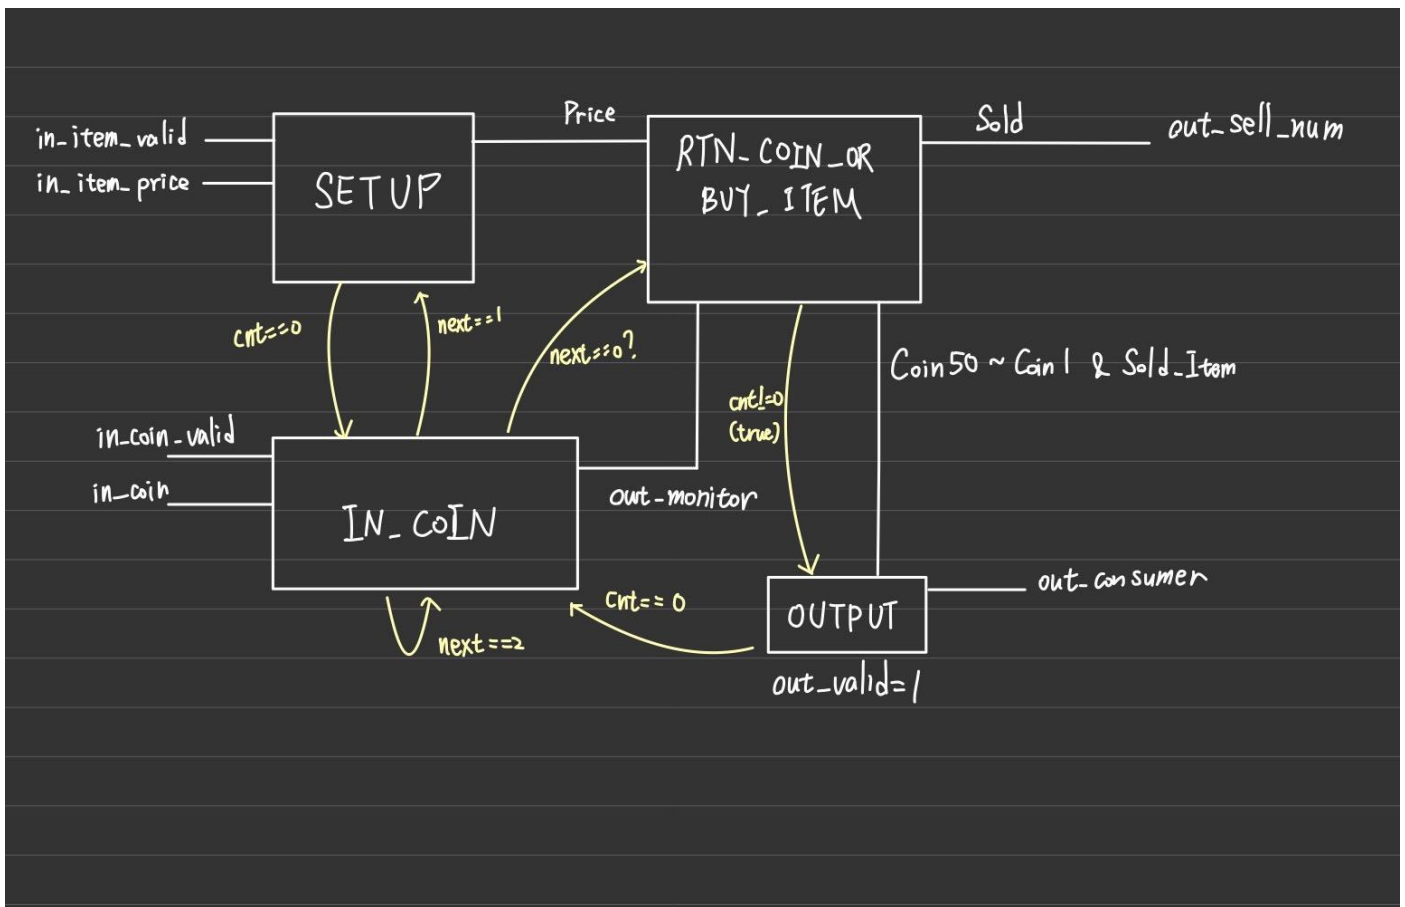 in_item_valid
in_item_price
SETUP
Price
RTN_COIN_OR
BUY_ITEM
Sold
out_sell_num
cnt==0
next==1
next==0?
cnt!=0
(true)
Coin50 ~ Coin1 & Sold_Item
in_coin_valid
in_coin
IN_COIN
out_monitor
next==2
cnt==0
OUTPUT
out_consumer
out_valid=1